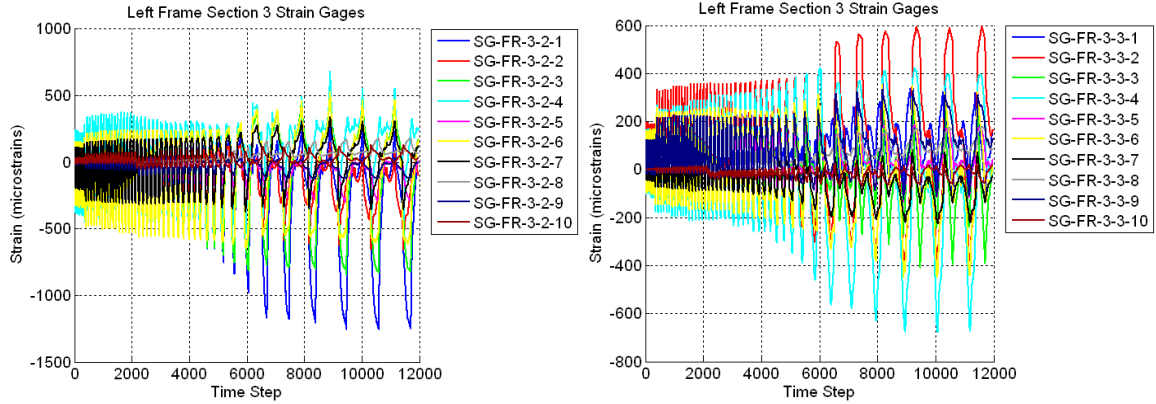 Left Frame Section 3 Strain Gages
1000
500
0
-500
-1000
-1500
Strain (microstrains)
0 2000 4000 6000 8000 10000 12000
Time Step
SG-FR-3-2-1
SG-FR-3-2-2
SG-FR-3-2-3
SG-FR-3-2-4
SG-FR-3-2-5
SG-FR-3-2-6
SG-FR-3-2-7
SG-FR-3-2-8
SG-FR-3-2-9
SG-FR-3-2-10
Left Frame Section 3 Strain Gages
600
400
200
0
-200
-400
-600
-800
Strain (microstrains)
0 2000 4000 6000 8000 10000 12000
Time Step
SG-FR-3-3-1
SG-FR-3-3-2
SG-FR-3-3-3
SG-FR-3-3-4
SG-FR-3-3-5
SG-FR-3-3-6
SG-FR-3-3-7
SG-FR-3-3-8
SG-FR-3-3-9
SG-FR-3-3-10